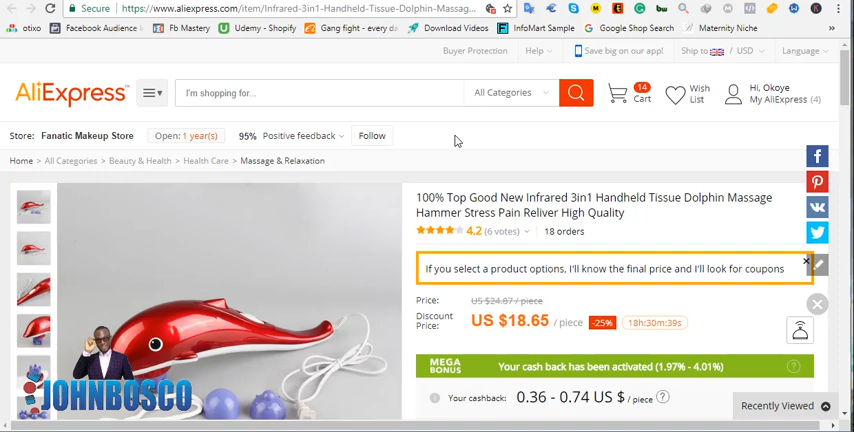 Secure
https://www.aliexpress.com/item/Infrared-3in1-Handheld-Tissue-Dolphin-Massag...
otixo
Facebook Audience I
Fb Mastery
Udemy - Shopify
Gang fight - every da
Download Videos
InfoMart Sample
Google Shop Search
Maternity Niche
Buyer Protection
Help
Save big on our app!
Ship to
/ USD
Language
AliExpress
I'm shopping for...
All Categories
14
Cart
Wish
List
Hi, Okoye
My AliExpress (4)
Store: Fanatic Makeup Store
Open: 1 year(s)
95% Positive feedback
Follow
Home > All Categories > Beauty & Health > Health Care > Massage & Relaxation
100% Top Good New Infrared 3in1 Handheld Tissue Dolphin Massage
Hammer Stress Pain Reliver High Quality
4.2 (6 votes)
18 orders
If you select a product options, I'll know the final price and I'll look for coupons
Price:
US $24.87 / piece
Discount
Price:
US $18.65 / piece
-25%
18h:30m:39s
MEGA
BONUS
Your cash back has been activated (1.97% - 4.01%)
Your cashback:
0.36 - 0.74 US $ / piece
Recently Viewed
JOHNBOSCO